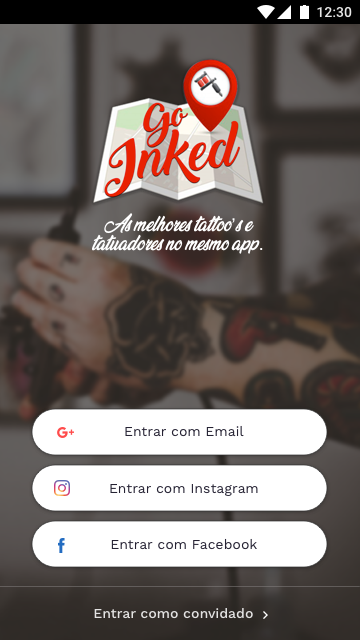 12:30
Go
Inked
As melhores tattoo's e
tatuadores no mesmo app.
G+ Entrar com Email
Entrar com Instagram
f Entrar com Facebook
Entrar como convidado >